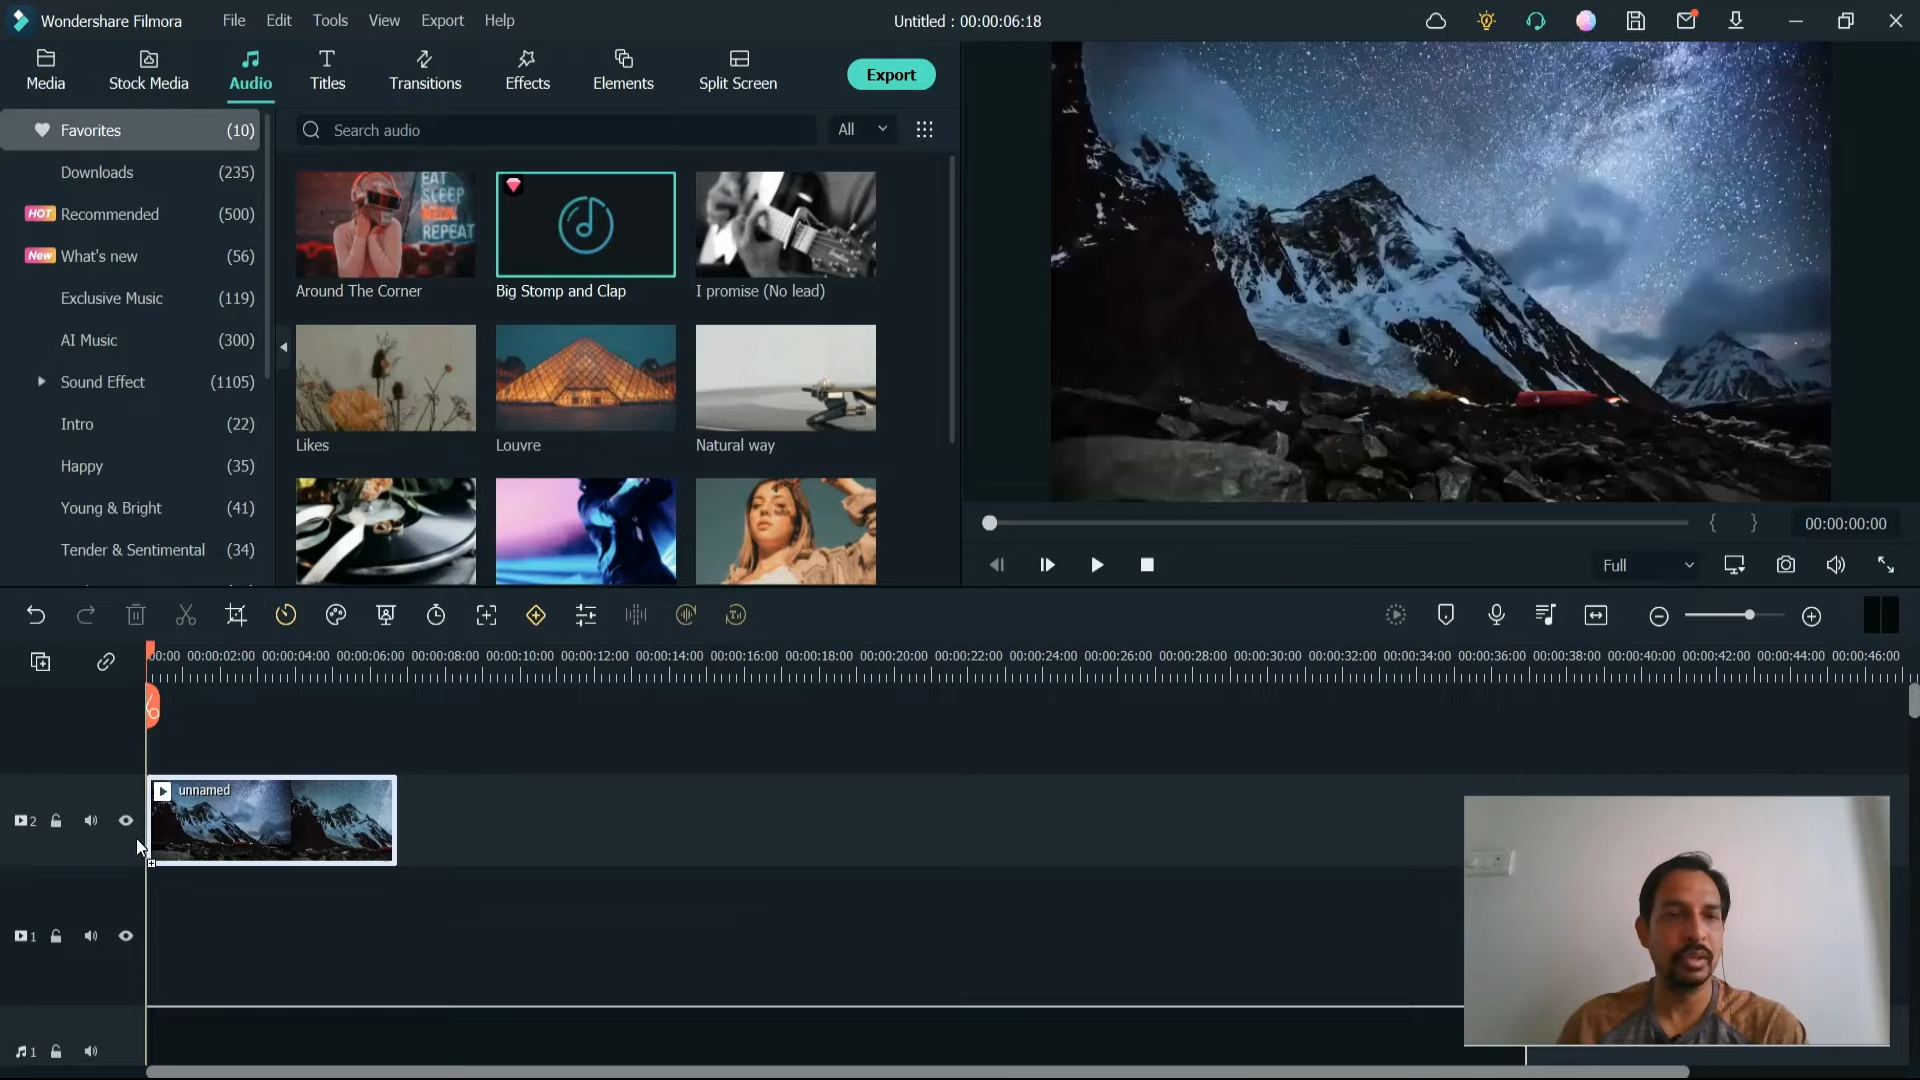 Wondershare Filmora
File
Edit
Tools
View
Export
Help
Untitled : 00:00:06:18
Media
Stock Media
Audio
Titles
Transitions
Effects
Elements
Split Screen
Export
Favorites (10)
Downloads (235)
HOT Recommended (500)
New What's new (56)
Exclusive Music (119)
AI Music (300)
Sound Effect (1105)
Intro (22)
Happy (35)
Young & Bright (41)
Tender & Sentimental (34)
Search audio
All
EAT
SLEEP
REPEAT
Around The Corner
Big Stomp and Clap
I promise (No lead)
Likes
Louvre
Natural way
{ }
00:00:00:00
Full
00:00 00:00:02:00 00:00:04:00 00:00:06:00 00:00:08:00 00:00:10:00 00:00:12:00 00:00:14:00 00:00:16:00 00:00:18:00 00:00:20:00 00:00:22:00 00:00:24:00 00:00:26:00 00:00:28:00 00:00:30:00 00:00:32:00 00:00:34:00 00:00:36:00 00:00:38:00 00:00:40:00 00:00:42:00 00:00:44:00 00:00:46:00
unnamed
2
1
1